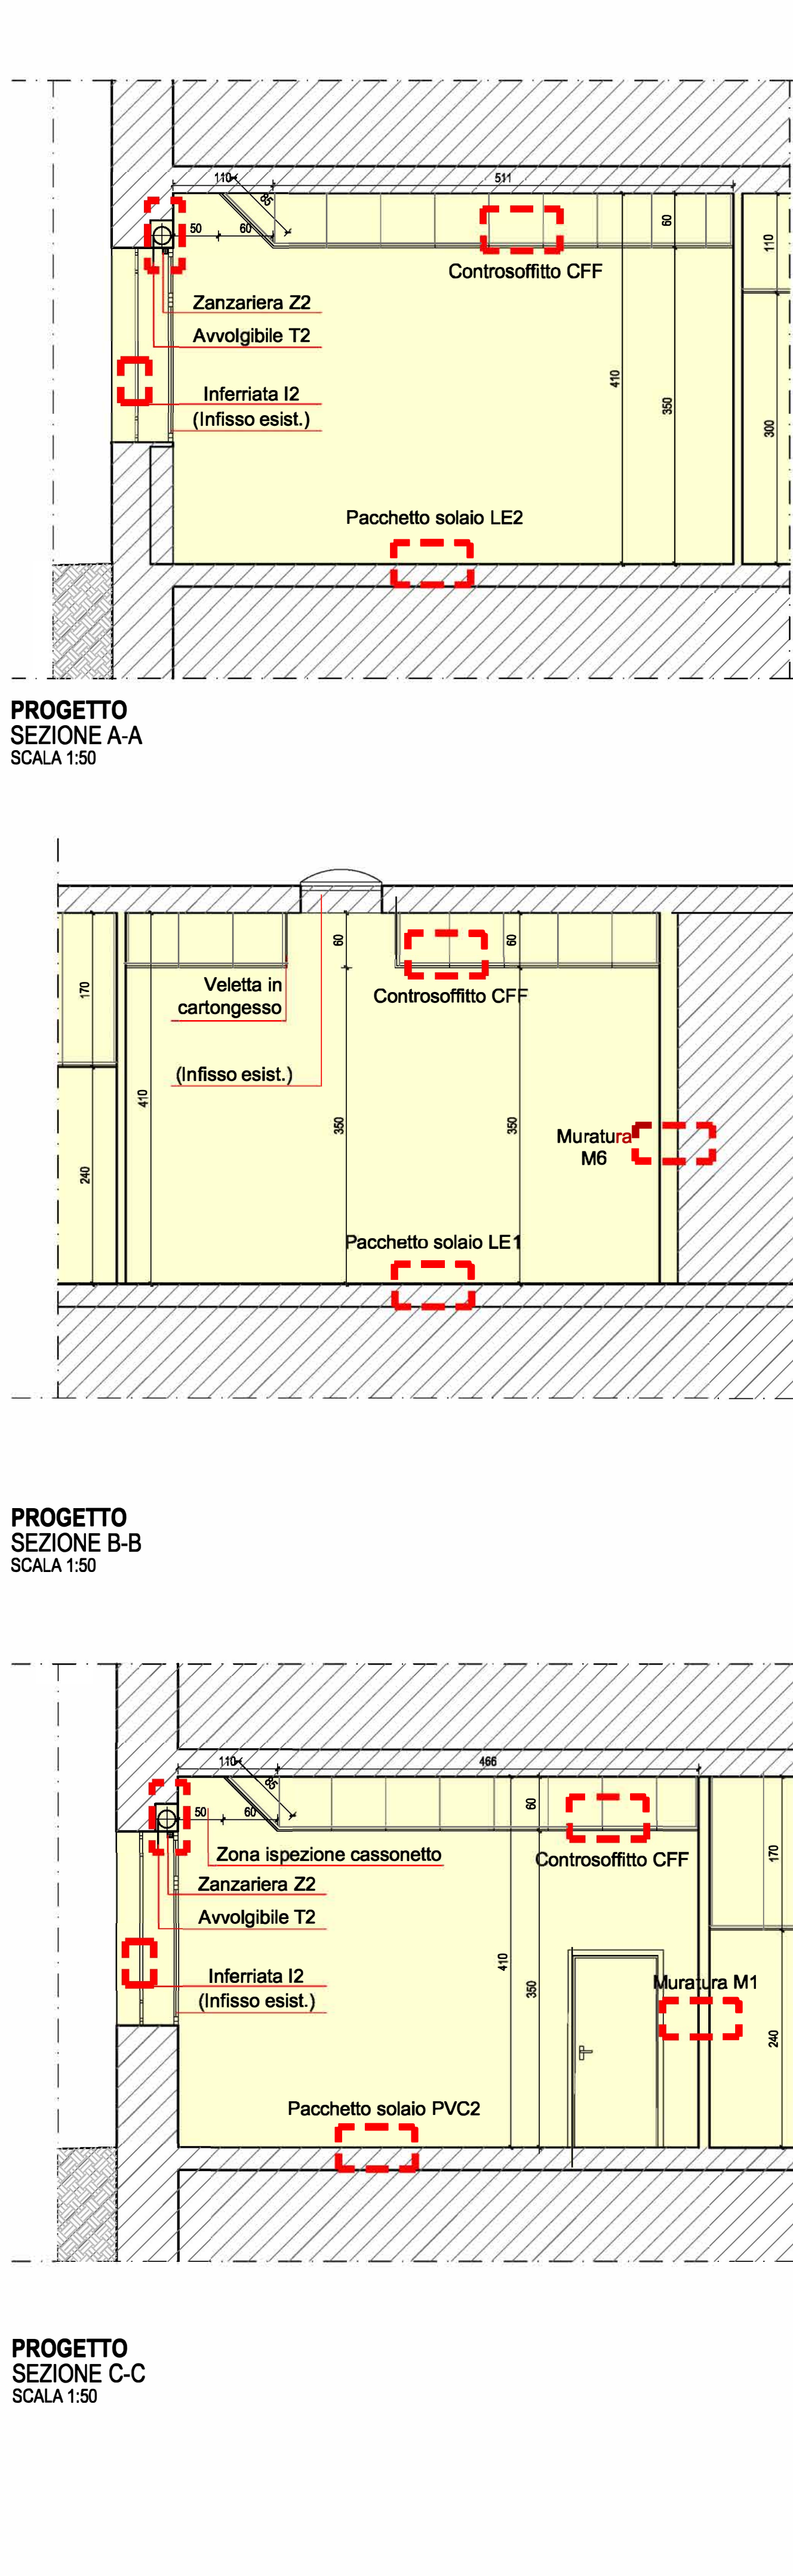 110
511
85
50
60
60
110
Controsoffitto CFF
Zanzariera Z2
Avvolgibile T2
410
350
Inferriata I2
(Infisso esist.)
300
Pacchetto solaio LE2
PROGETTO
SEZIONE A-A
SCALA 1:50
60
60
170
Veletta in
cartongesso
Controsoffitto CFF
(Infisso esist.)
410
350
350
Muratura
M6
240
Pacchetto solaio LE1
PROGETTO
SEZIONE B-B
SCALA 1:50
110
466
85
50
60
60
Zona ispezione cassonetto
Controsoffitto CFF
170
Zanzariera Z2
Avvolgibile T2
410
350
Inferriata I2
(Infisso esist.)
Muratura M1
240
Pacchetto solaio PVC2
PROGETTO
SEZIONE C-C
SCALA 1:50